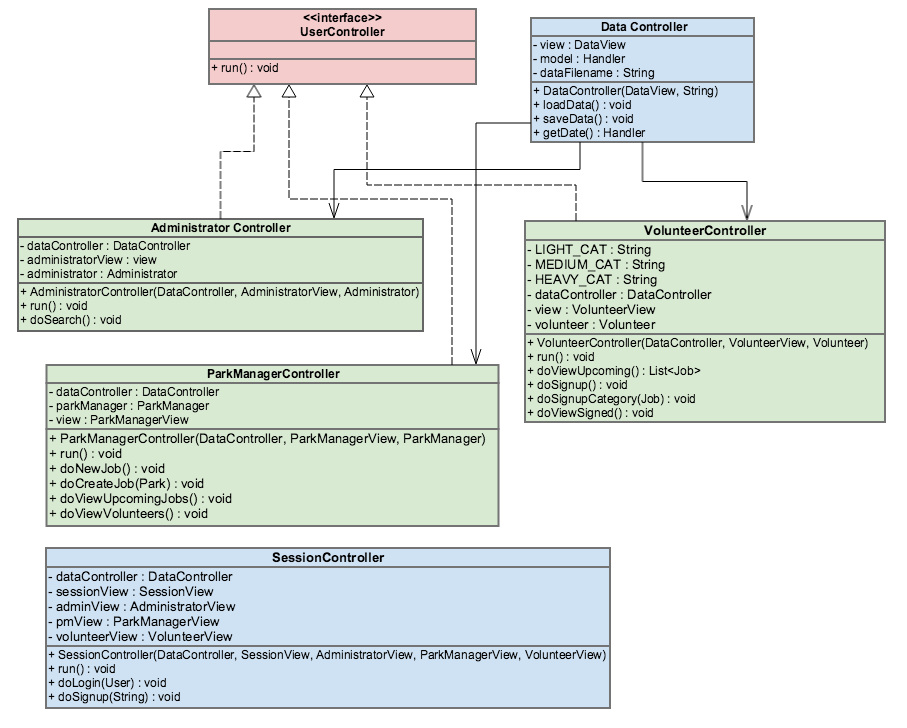 <<interface>>
UserController
+ run() : void
Data Controller
- view : DataView
- model : Handler
- dataFilename : String
+ DataController(DataView, String)
+ loadData() : void
+ saveData() : void
+ getDate() : Handler
Administrator Controller
- dataController : DataController
- administratorView : view
- administrator : Administrator
+ AdministratorController(DataController, AdministratorView, Administrator)
+ run() : void
+ doSearch() : void
VolunteerController
- LIGHT_CAT : String
- MEDIUM_CAT : String
- HEAVY_CAT : String
- dataController : DataController
- view : VolunteerView
- volunteer : Volunteer
+ VolunteerController(DataController, VolunteerView, Volunteer)
+ run() : void
+ doViewUpcoming() : List<Job>
+ doSignup() : void
+ doSignupCategory(Job) : void
+ doViewSigned() : void
ParkManagerController
- dataController : DataController
- parkManager : ParkManager
- view : ParkManagerView
+ ParkManagerController(DataController, ParkManagerView, ParkManager)
+ run() : void
+ doNewJob() : void
+ doCreateJob(Park) : void
+ doViewUpcomingJobs() : void
+ doViewVolunteers() : void
SessionController
- dataController : DataController
- sessionView : SessionView
- adminView : AdministratorView
- pmView : ParkManagerView
- volunteerView : VolunteerView
+ SessionController(DataController, SessionView, AdministratorView, ParkManagerView, VolunteerView)
+ run() : void
+ doLogin(User) : void
+ doSignup(String) : void